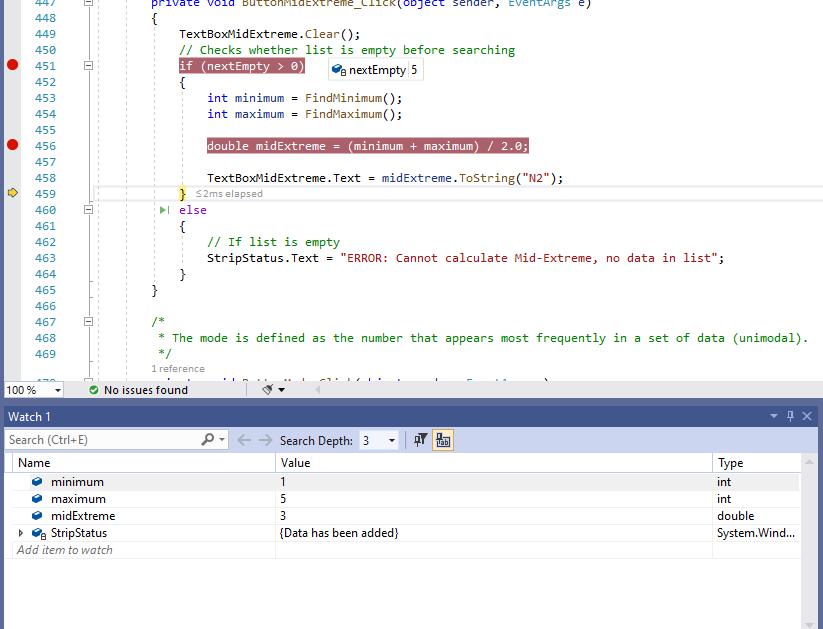 447 private void ButtonMidExtreme_Click(object sender, EventArgs e)
448 {
449 TextBoxMidExtreme.Clear();
450 // Checks whether list is empty before searching
451 if (nextEmpty > 0) nextEmpty 5
452 {
453 int minimum = FindMinimum();
454 int maximum = FindMaximum();
455
456 double midExtreme = (minimum + maximum) / 2.0;
457
458 TextBoxMidExtreme.Text = midExtreme.ToString("N2");
459 } ≤2ms elapsed
460 else
461 {
462 // If list is empty
463 StripStatus.Text = "ERROR: Cannot calculate Mid-Extreme, no data in list";
464 }
465 }
466
467 /*
468 * The mode is defined as the number that appears most frequently in a set of data (unimodal).
469 */
1 reference
100 % No issues found
Watch 1
Search (Ctrl+E) Search Depth: 3
Name Value Type
minimum 1 int
maximum 5 int
midExtreme 3 double
StripStatus {Data has been added} System.Wind...
Add item to watch